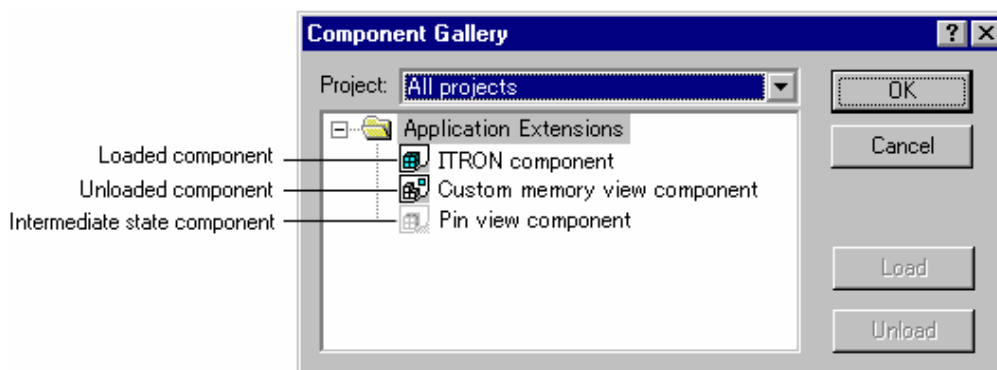 Component Gallery
Project: All projects
OK
Application Extensions
Cancel
Loaded component
ITRON component
Unloaded component
Custom memory view component
Intermediate state component
Pin view component
Load
Unload